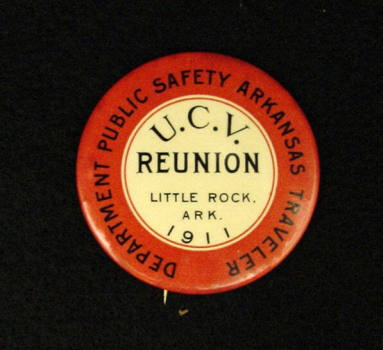 DEPARTMENT PUBLIC SAFETY ARKANSAS TRAVELER
U.C.V.
REUNION
LITTLE ROCK,
ARK.
1911